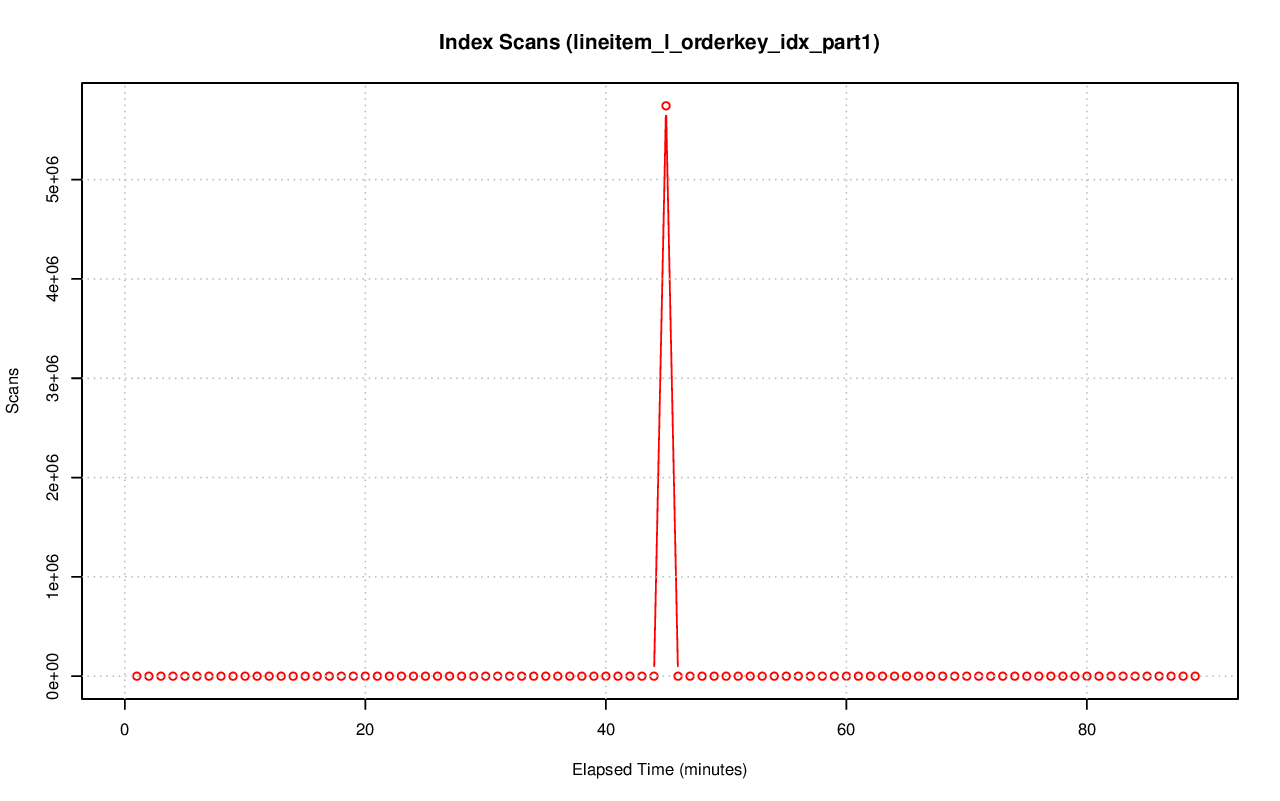 Index Scans (lineitem_l_orderkey_idx_part1)
Scans
5e+06
4e+06
3e+06
2e+06
1e+06
0e+00
0 20 40 60 80
Elapsed Time (minutes)